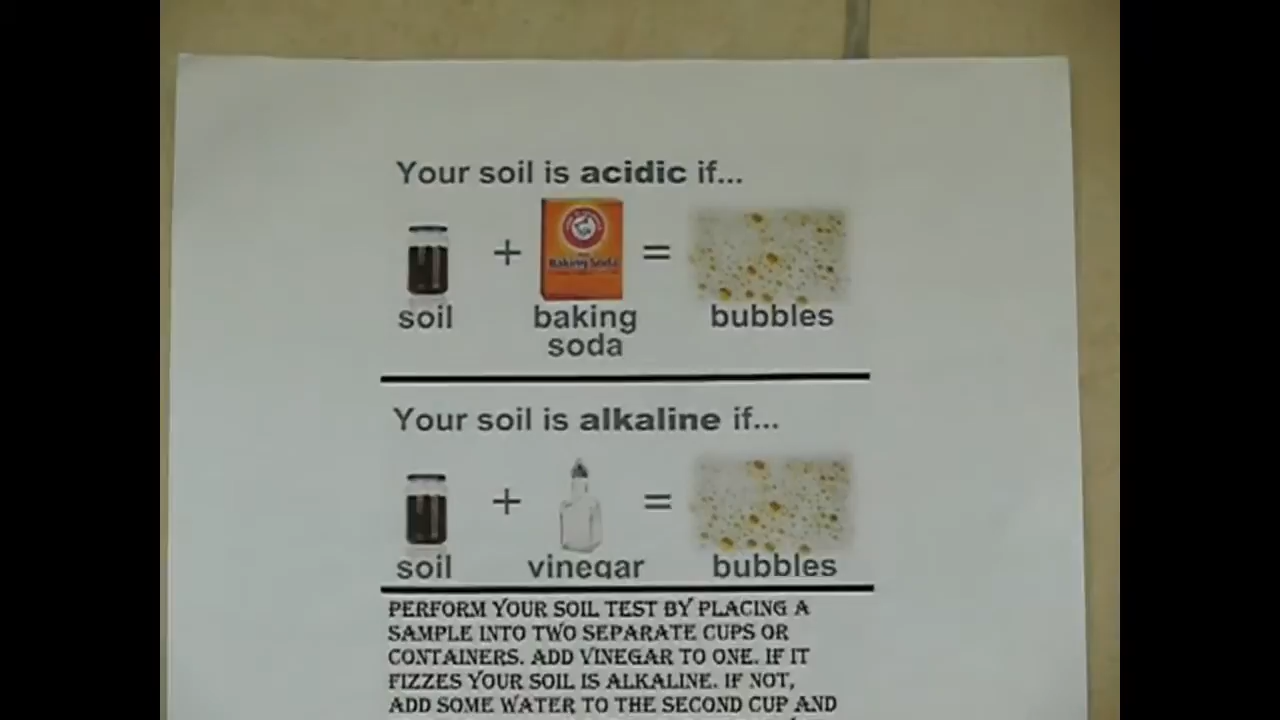 Your soil is acidic if...
+ =
Baking Soda
soil baking bubbles
soda
Your soil is alkaline if...
+ =
soil vinegar bubbles
PERFORM YOUR SOIL TEST BY PLACING A
SAMPLE INTO TWO SEPARATE CUPS OR
CONTAINERS. ADD VINEGAR TO ONE. IF IT
FIZZES YOUR SOIL IS ALKALINE. IF NOT,
ADD SOME WATER TO THE SECOND CUP AND